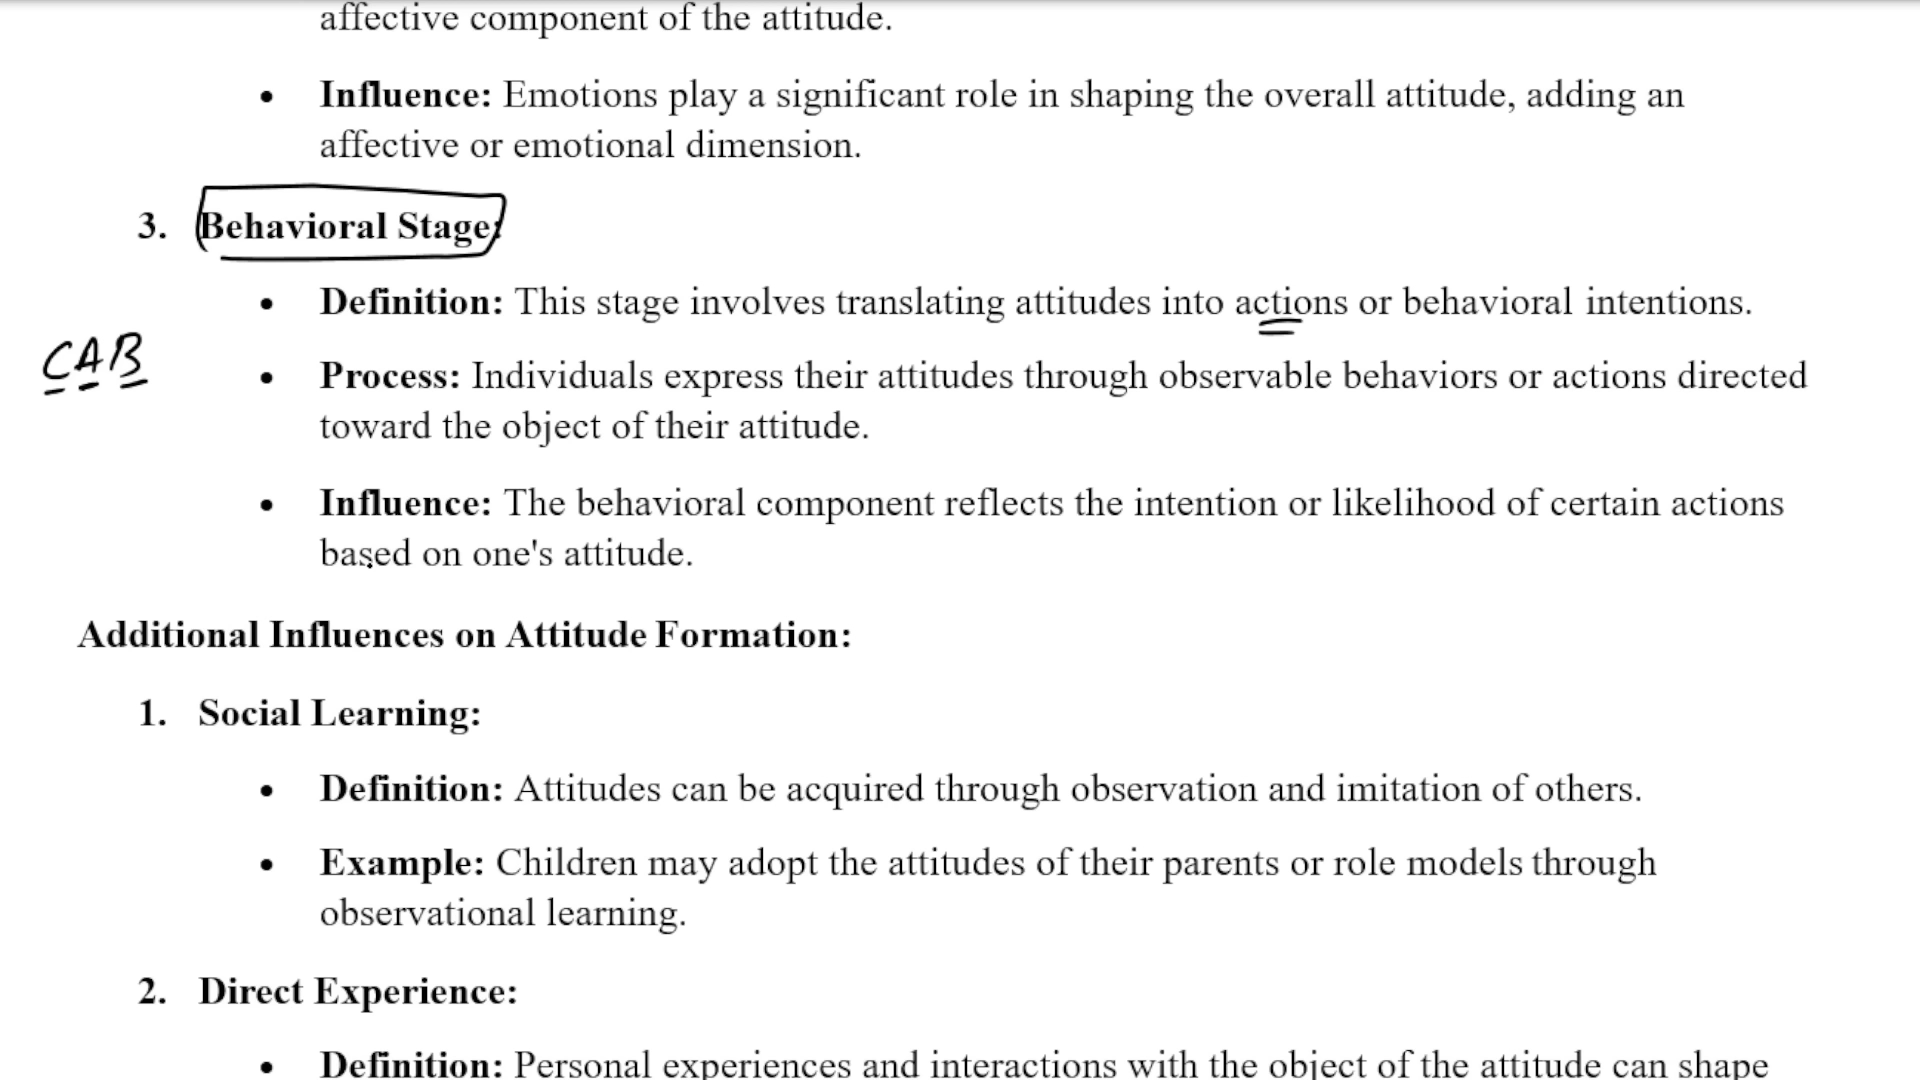 affective component of the attitude.
• Influence: Emotions play a significant role in shaping the overall attitude, adding an
affective or emotional dimension.
3. Behavioral Stage:
• Definition: This stage involves translating attitudes into actions or behavioral intentions.
CAB
• Process: Individuals express their attitudes through observable behaviors or actions directed
toward the object of their attitude.
• Influence: The behavioral component reflects the intention or likelihood of certain actions
based on one's attitude.
Additional Influences on Attitude Formation:
1. Social Learning:
• Definition: Attitudes can be acquired through observation and imitation of others.
• Example: Children may adopt the attitudes of their parents or role models through
observational learning.
2. Direct Experience:
• Definition: Personal experiences and interactions with the object of the attitude can shape